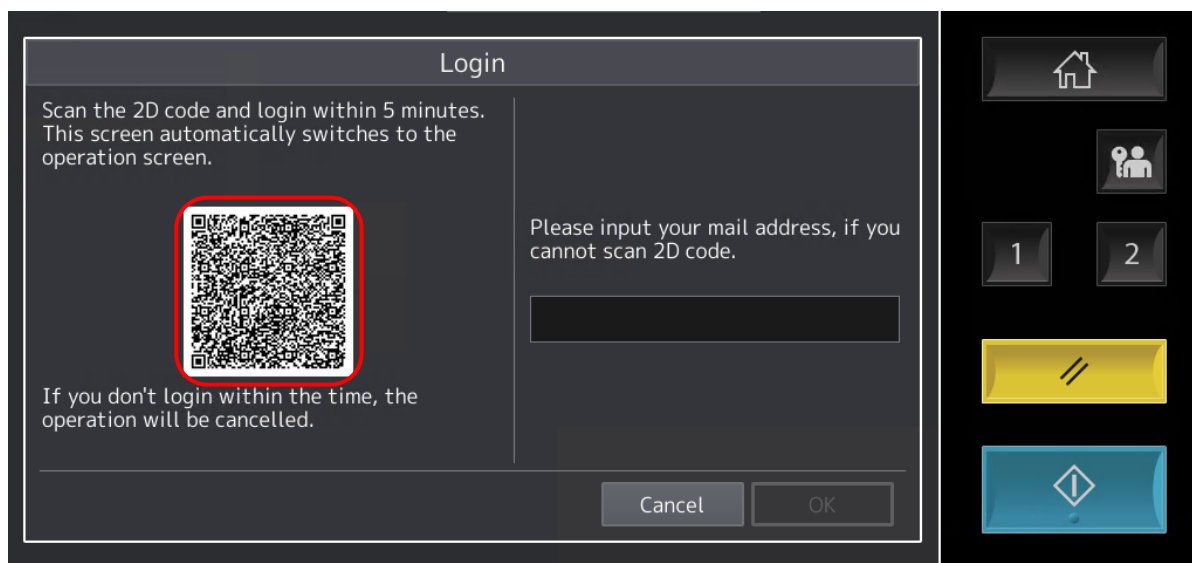 Login
Scan the 2D code and login within 5 minutes.
This screen automatically switches to the
operation screen.
If you don't login within the time, the
operation will be cancelled.
Please input your mail address, if you
cannot scan 2D code.
Cancel
OK
1
2